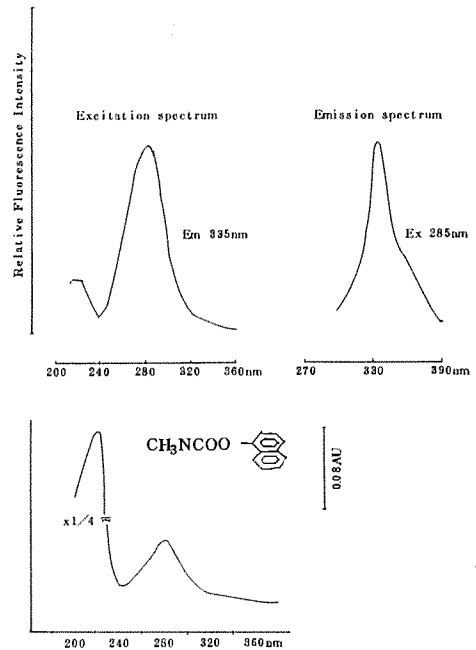 Relative Fluorescence Intensity
Excitation spectrum
Emission spectrum
Em 335nm
Ex 285nm
200 240 280 320 360nm
270 330 390nm
CH₃NCOO
0.08AU
x1/4
200 240 280 320 360nm